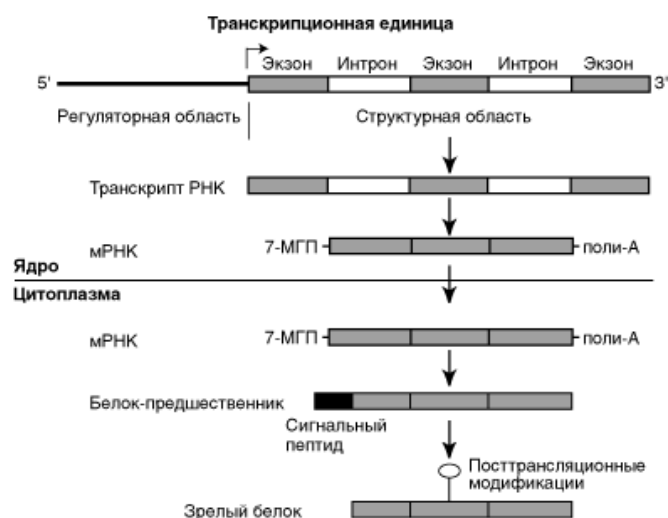 Транскрипционная единица
Экзон Интрон Экзон Интрон Экзон
5' 3'
Регуляторная область Структурная область
Транскрипт РНК
мРНК 7-МГП поли-А
Ядро
Цитоплазма
мРНК 7-МГП поли-А
Белок-предшественник
Сигнальный
пептид
Посттрансляционные
модификации
Зрелый белок